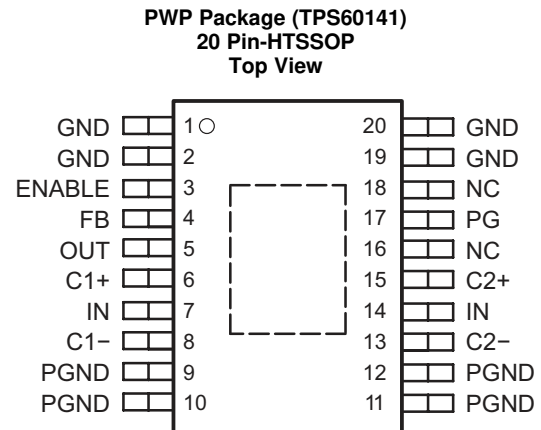 PWP Package (TPS60141)
20 Pin-HTSSOP
Top View
GND 1 20 GND
GND 2 19 GND
ENABLE 3 18 NC
FB 4 17 PG
OUT 5 16 NC
C1+ 6 15 C2+
IN 7 14 IN
C1− 8 13 C2−
PGND 9 12 PGND
PGND 10 11 PGND